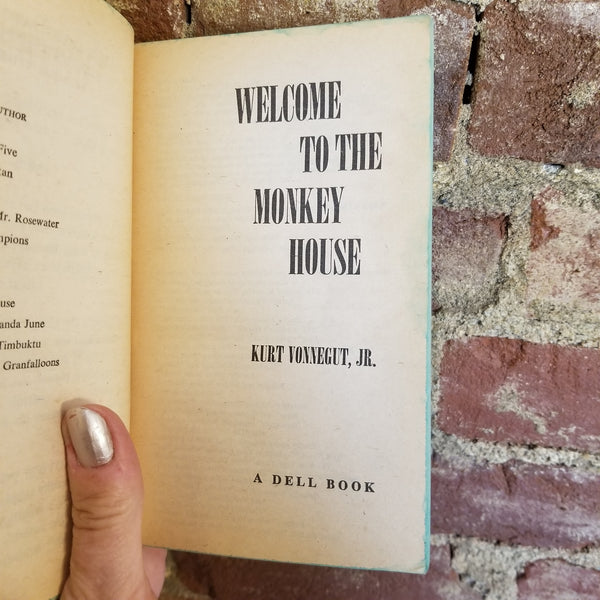 UTHOR
Five
Mr. Rosewater
mpions
use
anda June
Timbuktu
Granfalloons
WELCOME
TO THE
MONKEY
HOUSE
KURT VONNEGUT, JR.
A DELL BOOK